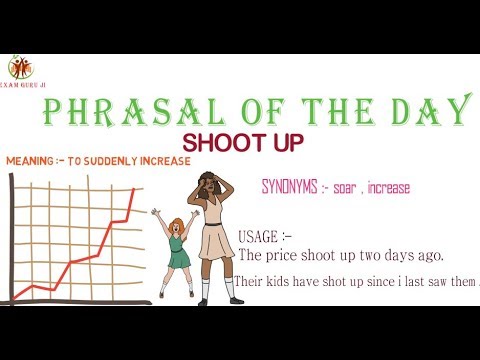 EXAM GURU JI
PHRASAL OF THE DAY
SHOOT UP
MEANING :- TO SUDDENLY INCREASE
SYNONYMS :- soar , increase
USAGE :-
The price shoot up two days ago.
Their kids have shot up since i last saw them .